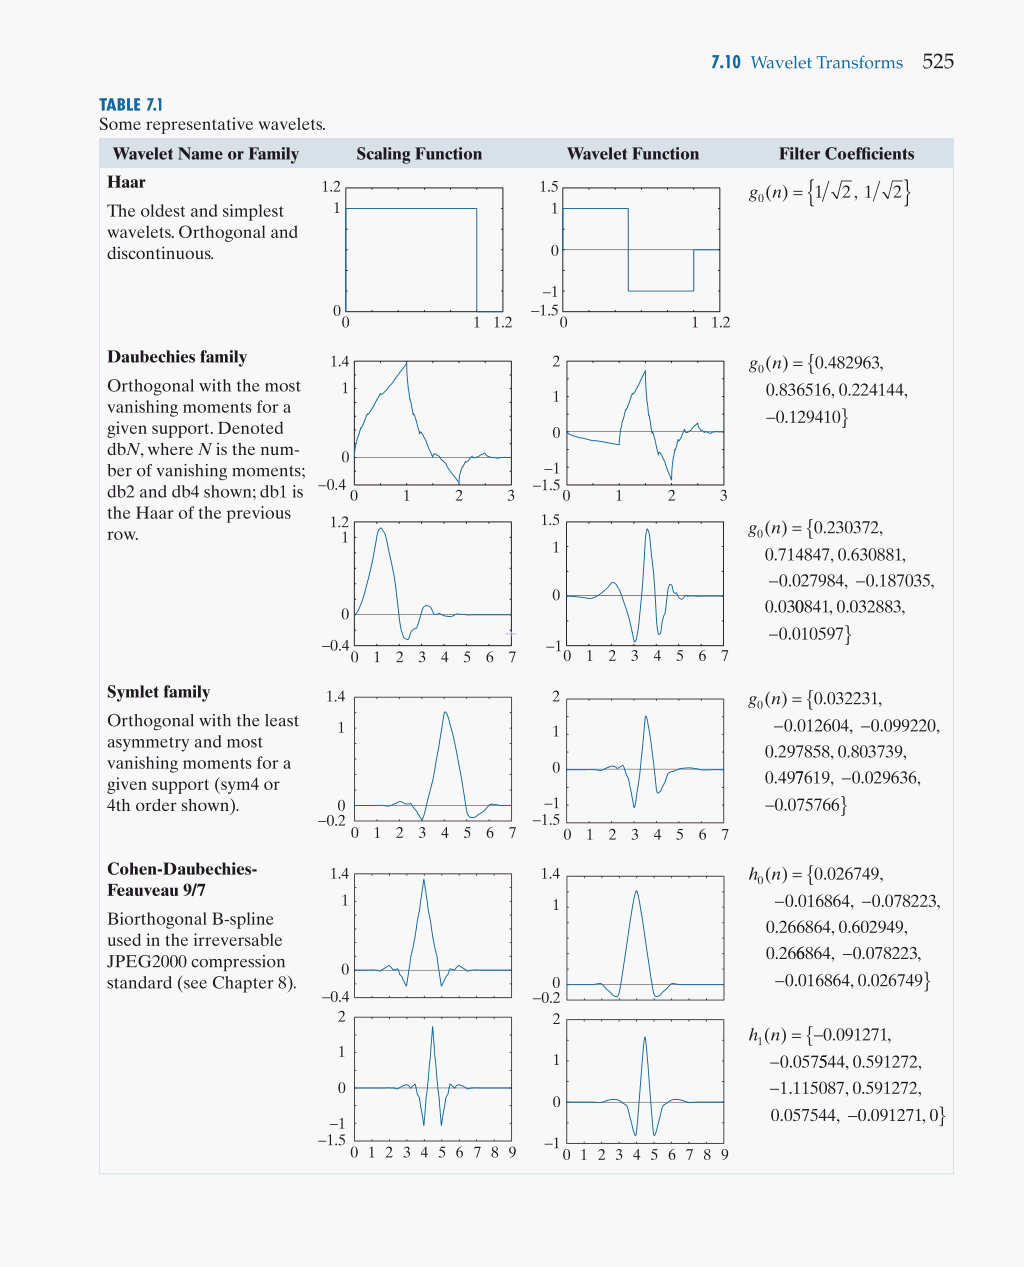 7.10 Wavelet Transforms 525
TABLE 7.1
Some representative wavelets.
Wavelet Name or Family Scaling Function Wavelet Function Filter Coefficients
Haar
The oldest and simplest
wavelets. Orthogonal and
discontinuous.
1.2
1
0
0 1 1.2
1.5
1
0
−1
−1.5
0 1 1.2
g₀(n) = {1/√2, 1/√2}
Daubechies family
Orthogonal with the most
vanishing moments for a
given support. Denoted
dbN, where N is the num-
ber of vanishing moments;
db2 and db4 shown; db1 is
the Haar of the previous
row.
1.4
1
0
−0.4
0 1 2 3
2
1
0
−1
−1.5
0 1 2 3
g₀(n) = {0.482963,
0.836516, 0.224144,
−0.129410}
1.2
1
0
−0.4
0 1 2 3 4 5 6 7
1.5
1
0
−1
0 1 2 3 4 5 6 7
g₀(n) = {0.230372,
0.714847, 0.630881,
−0.027984, −0.187035,
0.030841, 0.032883,
−0.010597}
Symlet family
Orthogonal with the least
asymmetry and most
vanishing moments for a
given support (sym4 or
4th order shown).
1.4
1
0
−0.2
0 1 2 3 4 5 6 7
2
1
0
−1
−1.5
0 1 2 3 4 5 6 7
g₀(n) = {0.032231,
−0.012604, −0.099220,
0.297858, 0.803739,
0.497619, −0.029636,
−0.075766}
Cohen-Daubechies-
Feauveau 9/7
Biorthogonal B-spline
used in the irreversable
JPEG2000 compression
standard (see Chapter 8).
1.4
1
0
−0.4
1.4
1
0
−0.2
h₀(n) = {0.026749,
−0.016864, −0.078223,
0.266864, 0.602949,
0.266864, −0.078223,
−0.016864, 0.026749}
2
1
0
−1
−1.5
0 1 2 3 4 5 6 7 8 9
2
1
0
−1
0 1 2 3 4 5 6 7 8 9
h₁(n) = {−0.091271,
−0.057544, 0.591272,
−1.115087, 0.591272,
0.057544, −0.091271, 0}